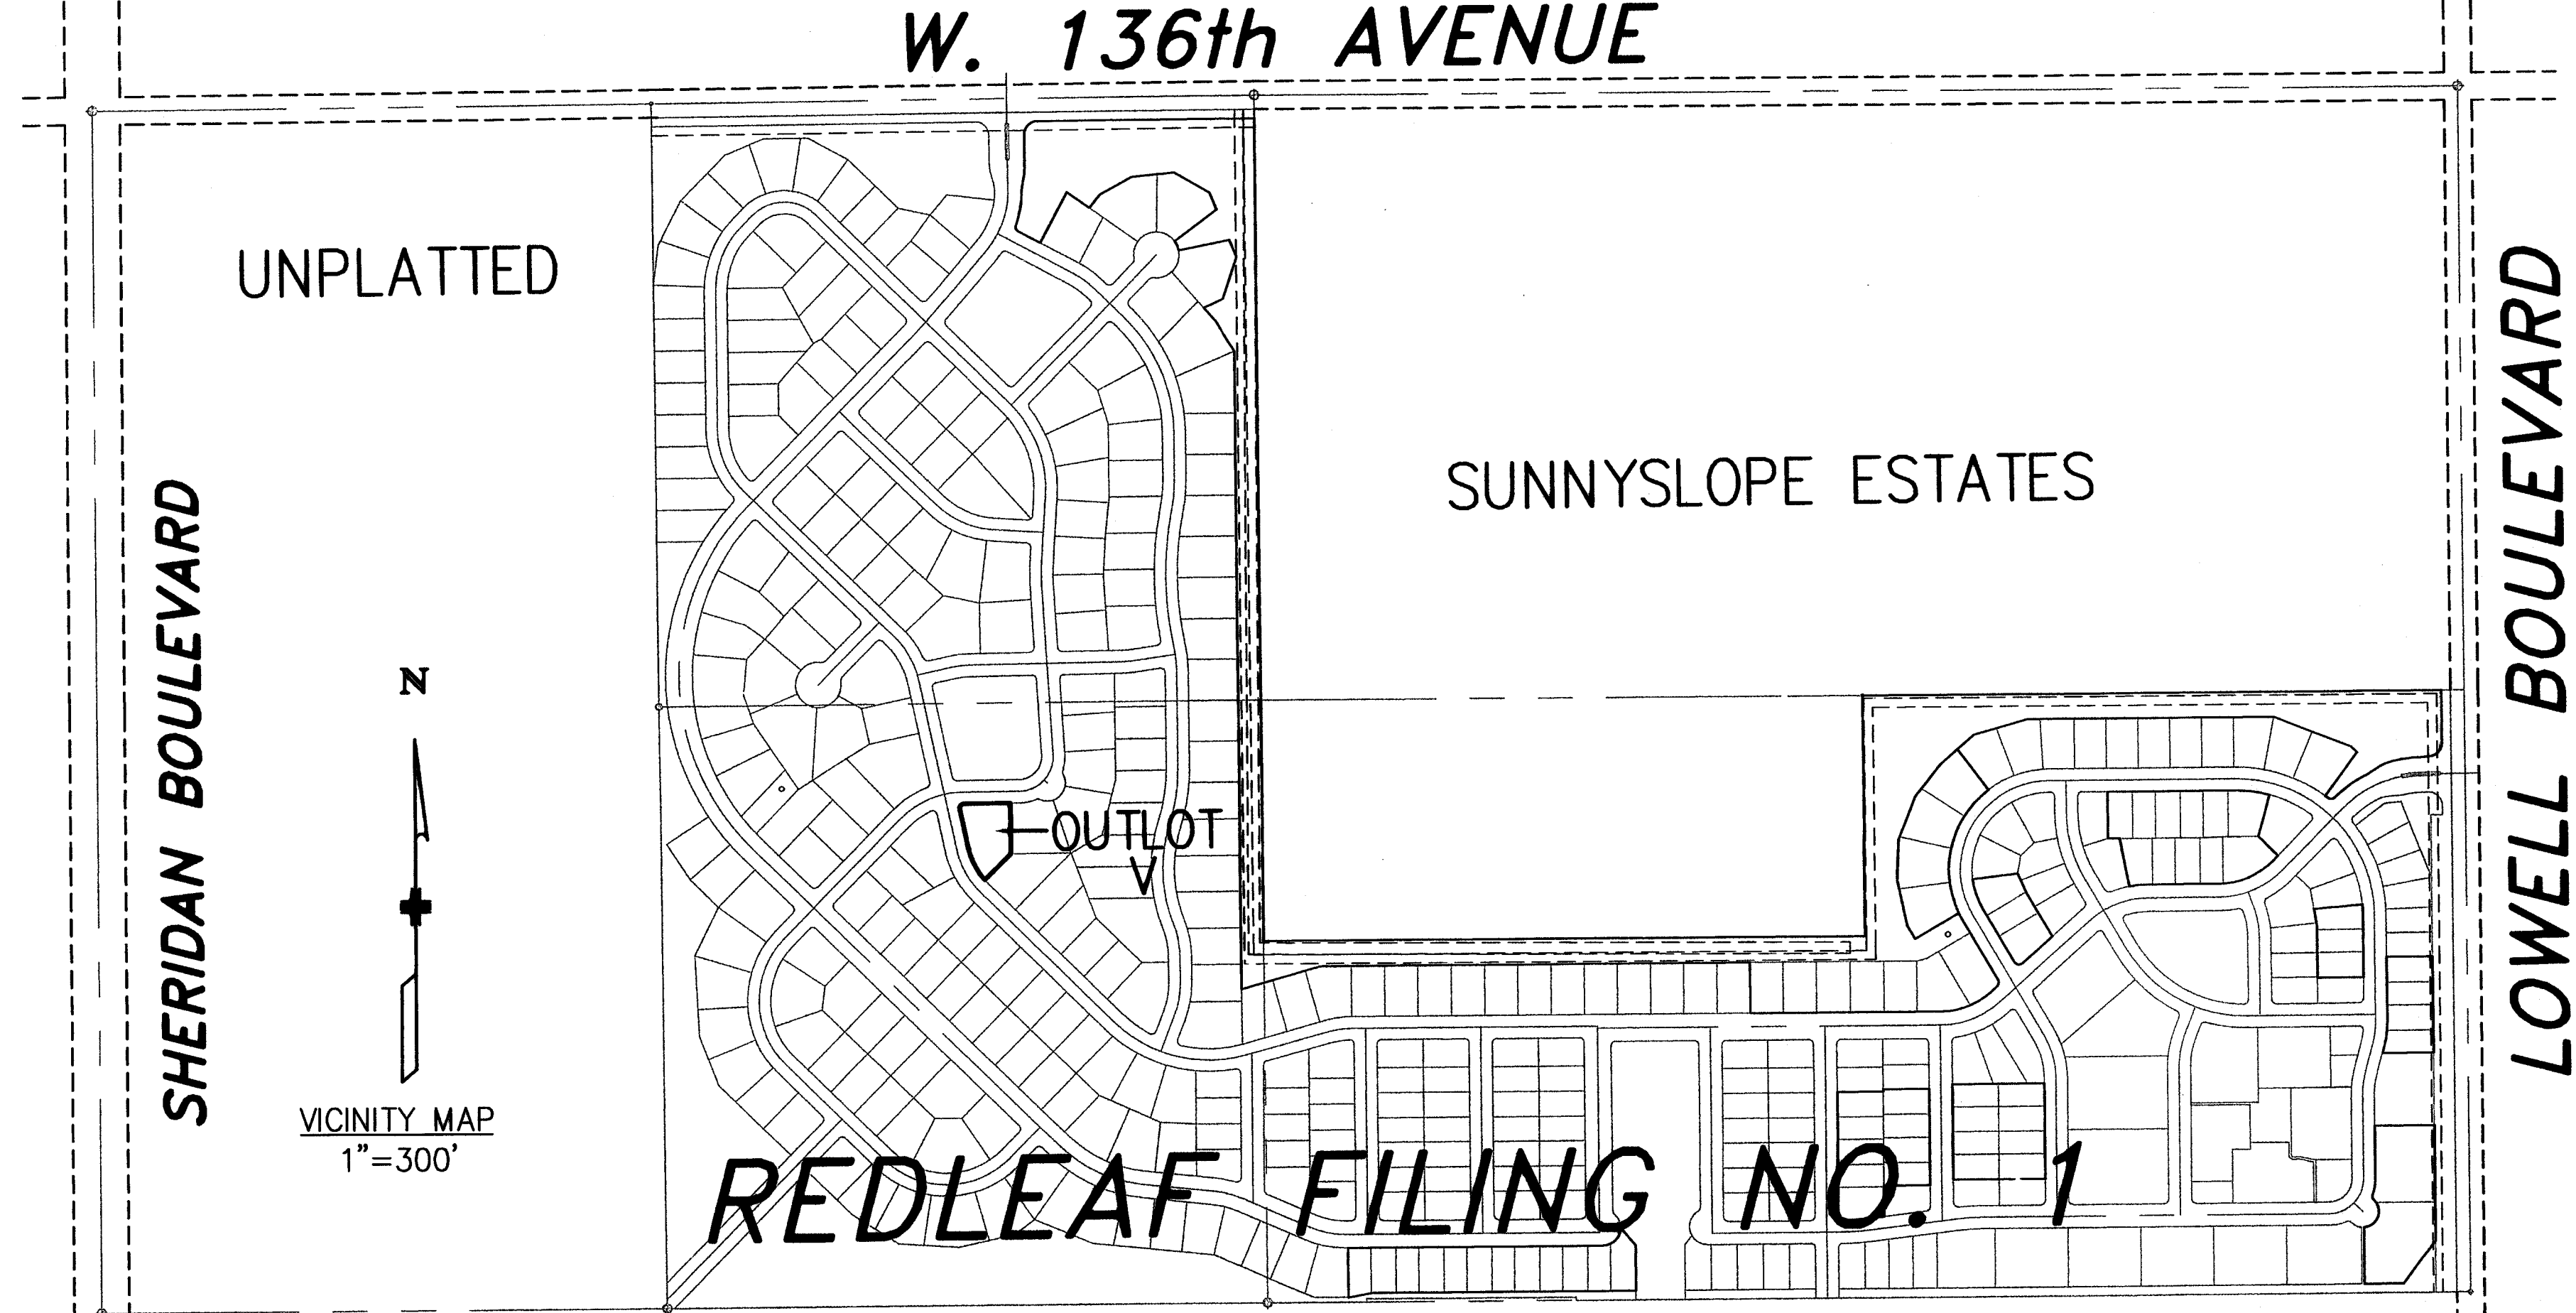 W. 136th AVENUE
UNPLATTED
SUNNYSLOPE ESTATES
SHERIDAN BOULEVARD
LOWELL BOULEVARD
N
OUTLOT
V
VICINITY MAP
1"=300'
REDLEAF FILING NO. 1